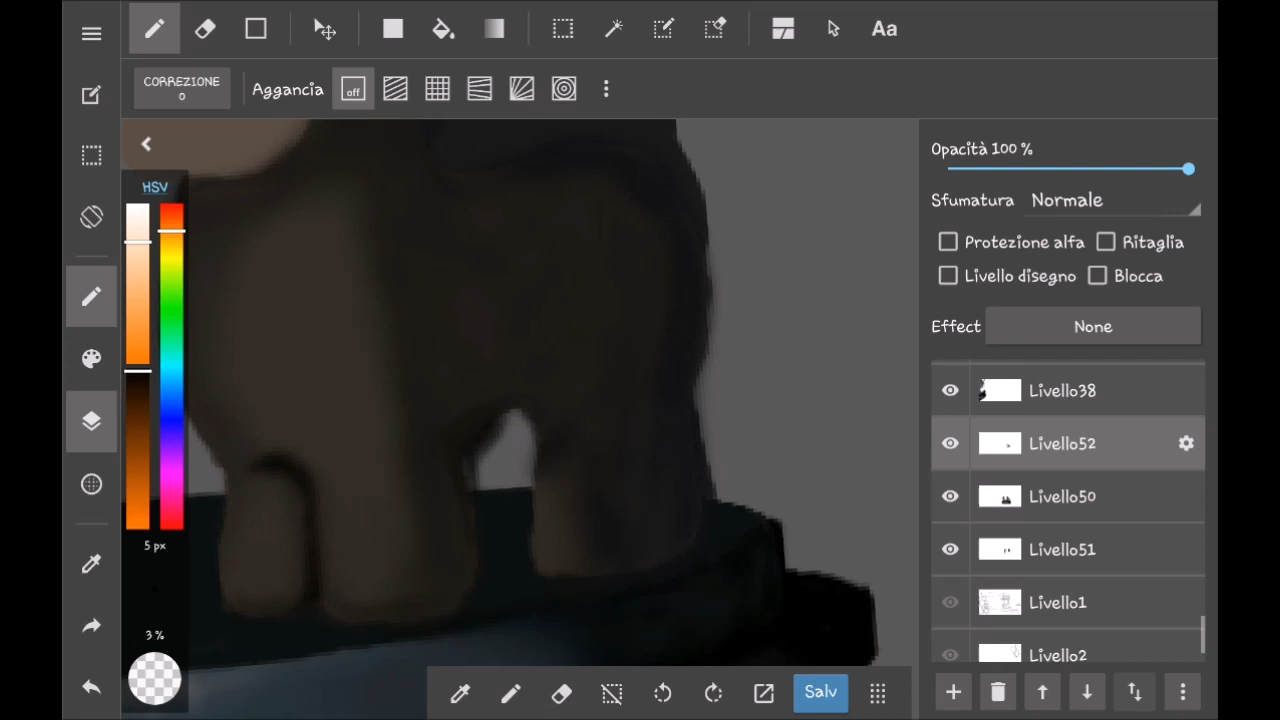 Aa
CORREZIONE
0
Aggancia
off
HSV
5 px
3 %
Opacità 100 %
Sfumatura Normale
Protezione alfa Ritaglia
Livello disegno Blocca
Effect None
Livello38
Livello52
Livello50
Livello51
Livello1
Livello2
Salv